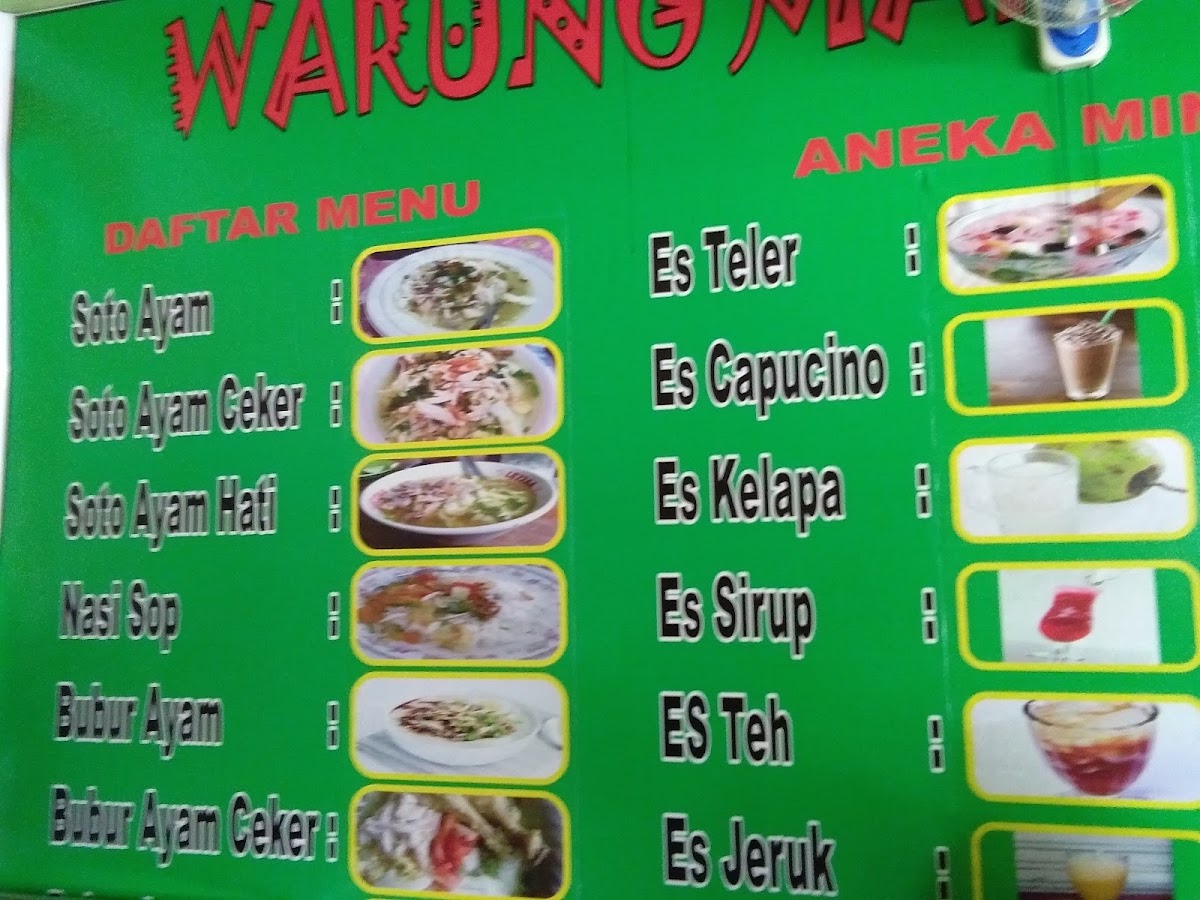 WARUNG
DAFTAR MENU
Soto Ayam :
Soto Ayam Ceker :
Soto Ayam Hati :
Nasi Sop :
Bubur Ayam :
Bubur Ayam Ceker :
ANEKA
Es Teler :
Es Capucino :
Es Kelapa :
Es Sirup :
ES Teh :
Es Jeruk :